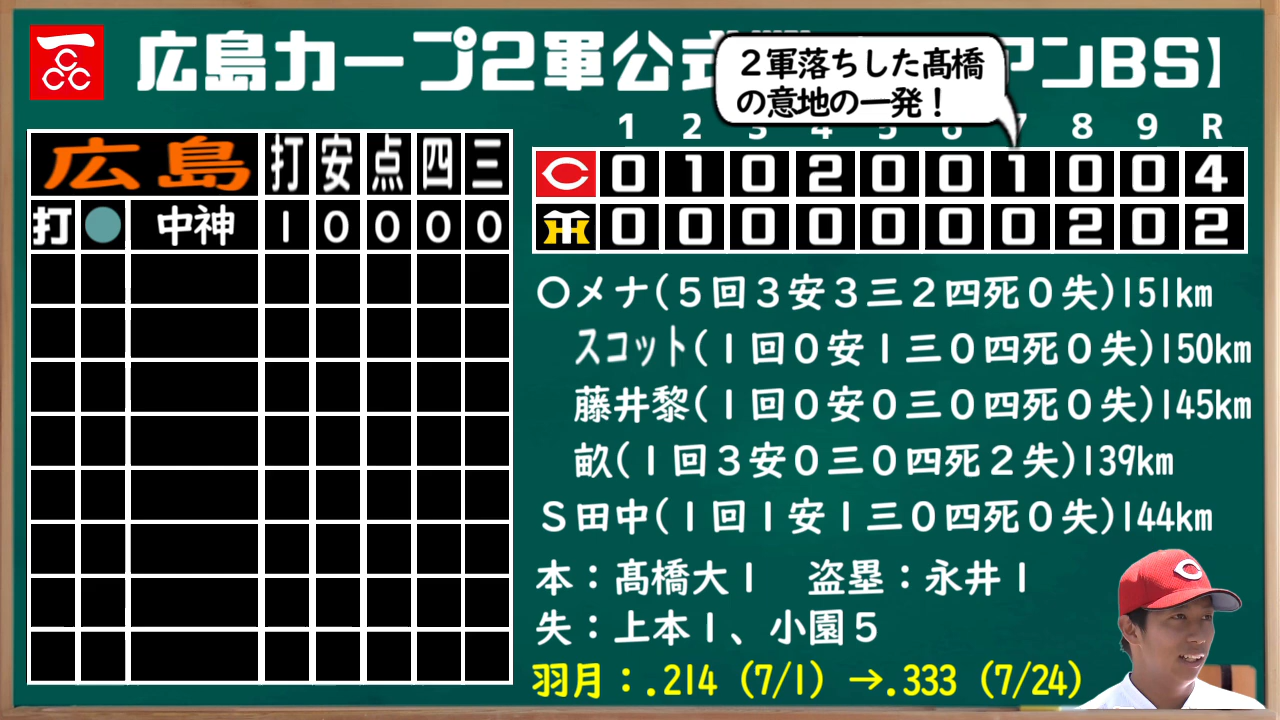 広島カープ2軍公式 アンBS】
2軍落ちした髙橋
の意地の一発！
1 2 3 4 5 6 7 8 9 R
C 0 1 0 2 0 0 1 0 0 4
TH 0 0 0 0 0 0 0 2 0 2
広島 打 安 点 四 三
打 ● 中神 1 0 0 0 0
〇メナ(５回３安３三２四死０失)151km
スコット(１回０安１三０四死０失)150km
藤井黎(１回０安０三０四死０失)145km
畝(１回３安０三０四死２失)139km
Ｓ田中(１回１安１三０四死０失)144km
本：髙橋大１　盗塁：永井１
失：上本１、小園５
羽月：.214（7/1）→.333（7/24）